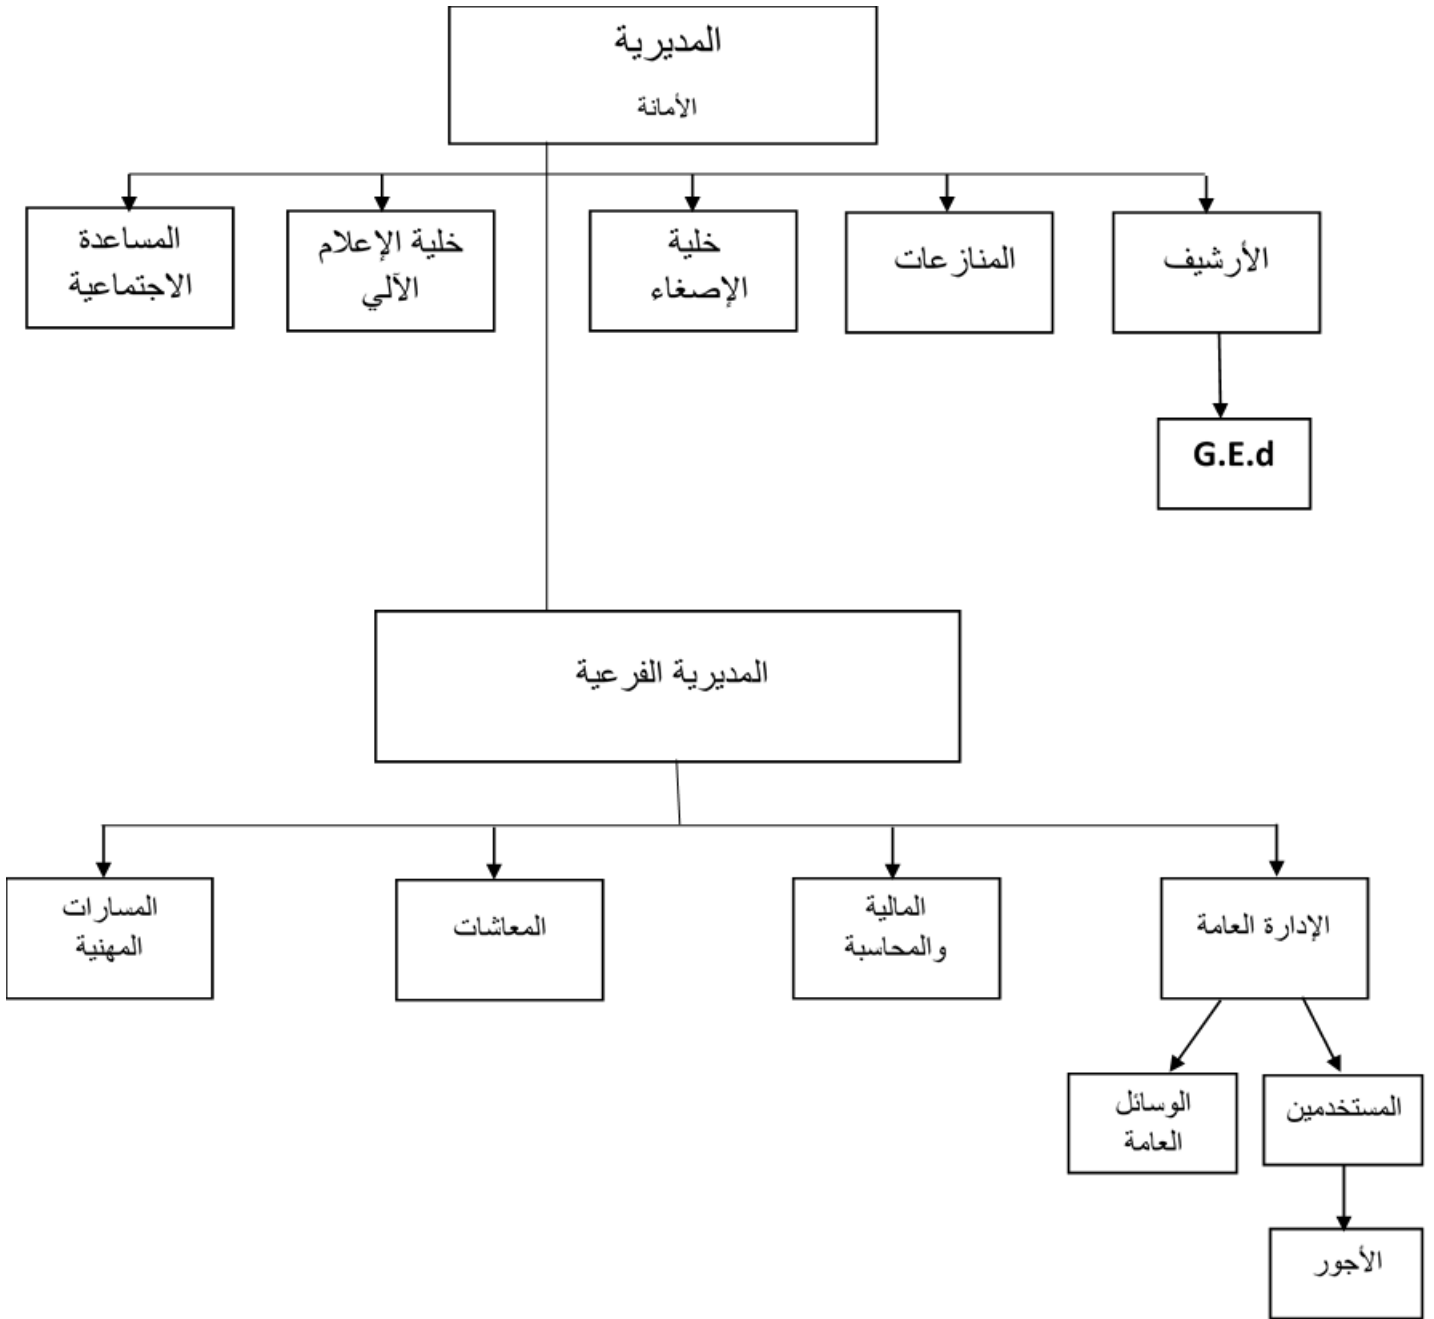 المديرية
الأمانة
الأرشيف
المنازعات
خلية
الإصغاء
خلية الإعلام
الآلي
المساعدة
الاجتماعية
G.E.d
المديرية الفرعية
الإدارة العامة
المالية
والمحاسبة
المعاشات
المسارات
المهنية
المستخدمين
الوسائل
العامة
الأجور